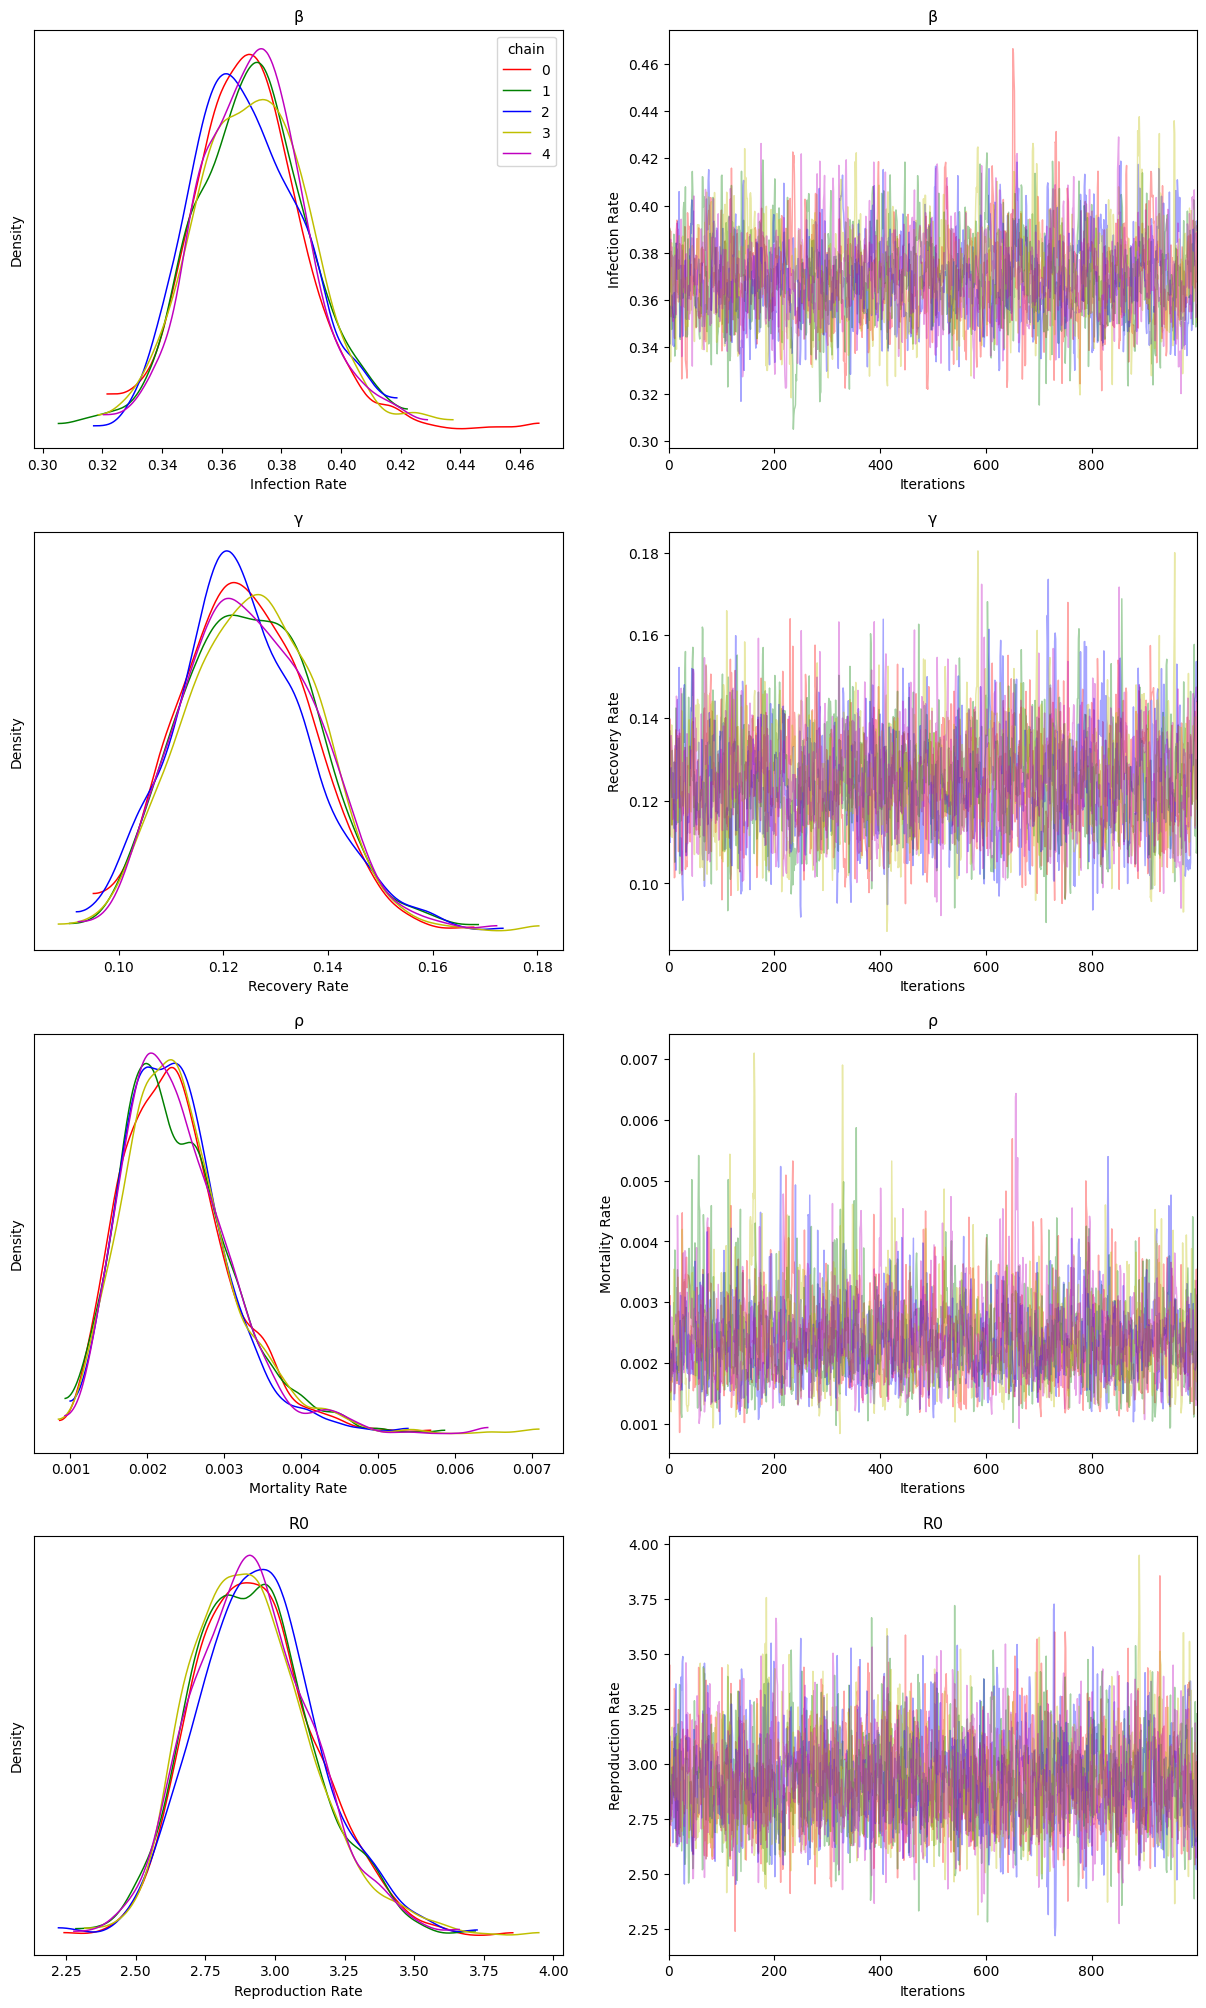 β
chain
0
1
2
3
4
Density
0.30 0.32 0.34 0.36 0.38 0.40 0.42 0.44 0.46
Infection Rate
β
Infection Rate
0.46
0.44
0.42
0.40
0.38
0.36
0.34
0.32
0.30
0 200 400 600 800
Iterations
γ
Density
0.10 0.12 0.14 0.16 0.18
Recovery Rate
γ
Recovery Rate
0.18
0.16
0.14
0.12
0.10
0 200 400 600 800
Iterations
ρ
Density
0.001 0.002 0.003 0.004 0.005 0.006 0.007
Mortality Rate
ρ
Mortality Rate
0.007
0.006
0.005
0.004
0.003
0.002
0.001
0 200 400 600 800
Iterations
R0
Density
2.25 2.50 2.75 3.00 3.25 3.50 3.75 4.00
Reproduction Rate
R0
Reproduction Rate
4.00
3.75
3.50
3.25
3.00
2.75
2.50
2.25
0 200 400 600 800
Iterations